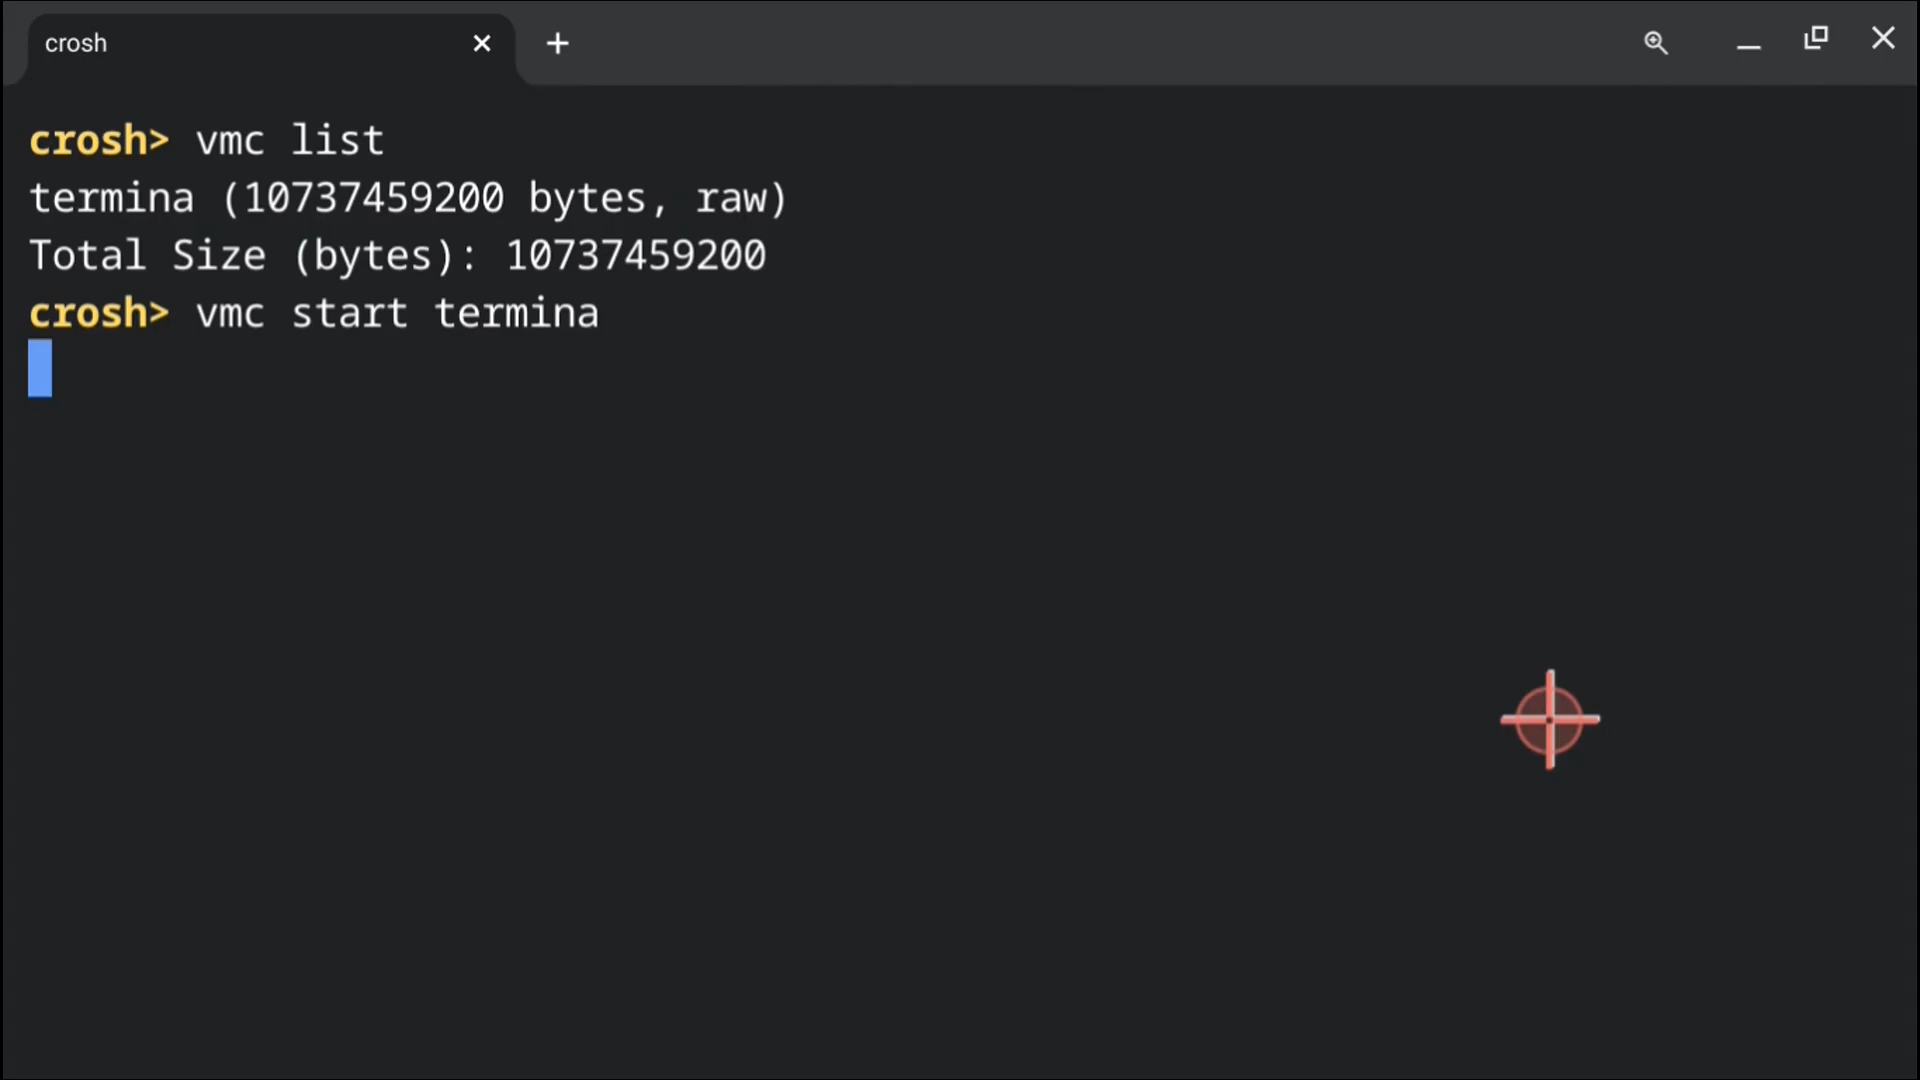 crosh
crosh> vmc list
termina (10737459200 bytes, raw)
Total Size (bytes): 10737459200
crosh> vmc start termina